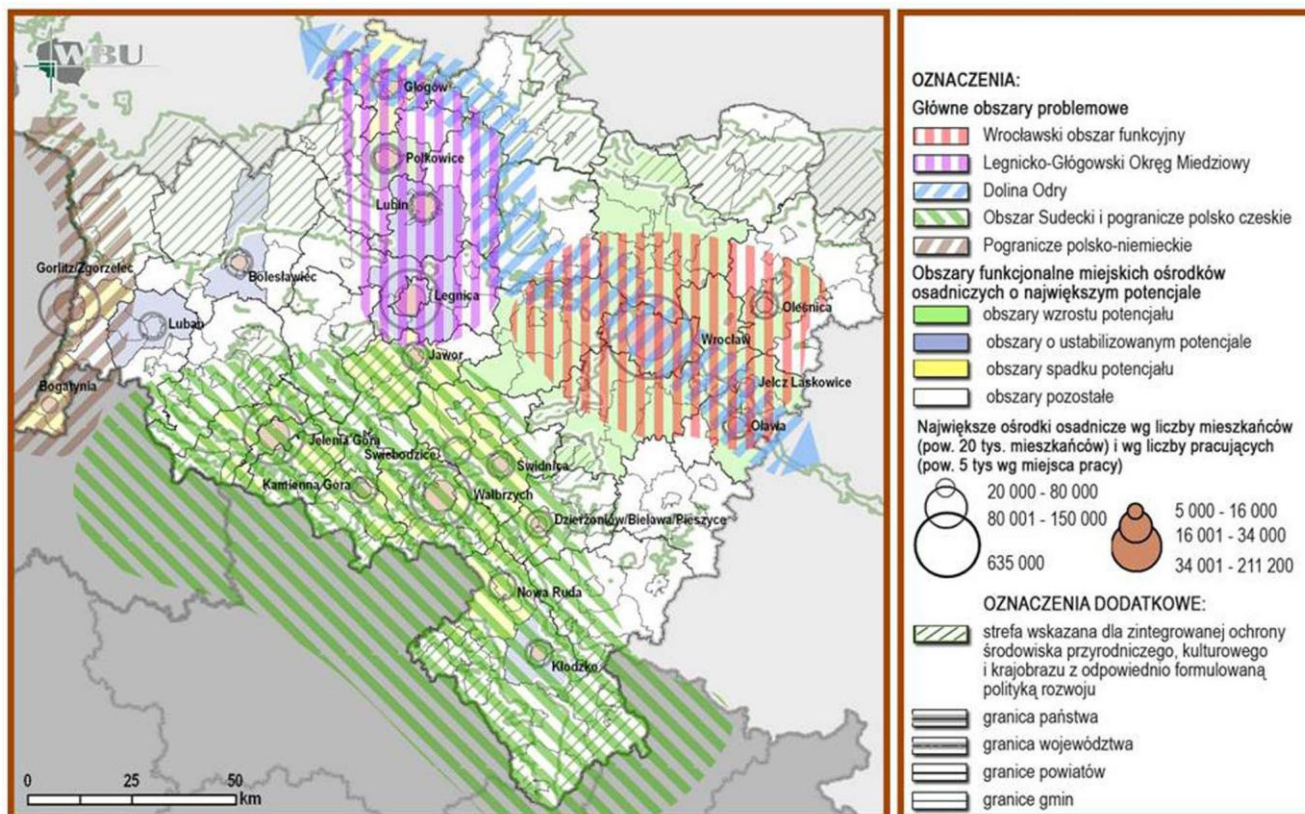 WBU
Głogów
Polkowice
Lubin
Gorlitz/Zgorzelec
Bolesławiec
Legnica
Oleśnica
Lubań
Wrocław
Jawor
Jelcz Laskowice
Bogatynia
Oława
Jelenia Góra
Świebodzice
Świdnica
Kamienna Góra
Wałbrzych
Dzierżoniów/Bielawa/Pieszyce
Nowa Ruda
Kłodzko
0 25 50
km
OZNACZENIA:
Główne obszary problemowe
Wrocławski obszar funkcyjny
Legnicko-Głógowski Okręg Miedziowy
Dolina Odry
Obszar Sudecki i pogranicze polsko czeskie
Pogranicze polsko-niemieckie
Obszary funkcjonalne miejskich ośrodków
osadniczych o największym potencjale
obszary wzrostu potencjału
obszary o ustabilizowanym potencjale
obszary spadku potencjału
obszary pozostałe
Największe ośrodki osadnicze wg liczby mieszkańców
(pow. 20 tys. mieszkańców) i wg liczby pracujących
(pow. 5 tys wg miejsca pracy)
20 000 - 80 000
80 001 - 150 000
635 000
5 000 - 16 000
16 001 - 34 000
34 001 - 211 200
OZNACZENIA DODATKOWE:
strefa wskazana dla zintegrowanej ochrony
środowiska przyrodniczego, kulturowego
i krajobrazu z odpowiednio formulowaną
polityką rozwoju
granica państwa
granica województwa
granice powiatów
granice gmin